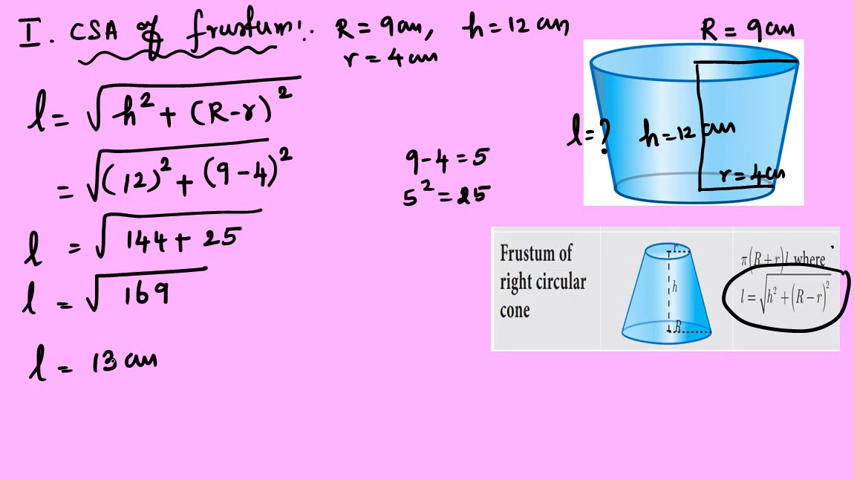 I. CSA of frustum:. R = 9cm, h = 12 cm
r = 4cm
l = √h² + (R-r)²
= √(12)² + (9-4)²
l = √144 + 25
l = √169
l = 13 cm
9-4 = 5
5² = 25
R = 9cm
l=? h=12 cm
r=4cm
Frustum of
right circular
cone
r
h
R
π(R+r)l where
l = √h² + (R−r)²